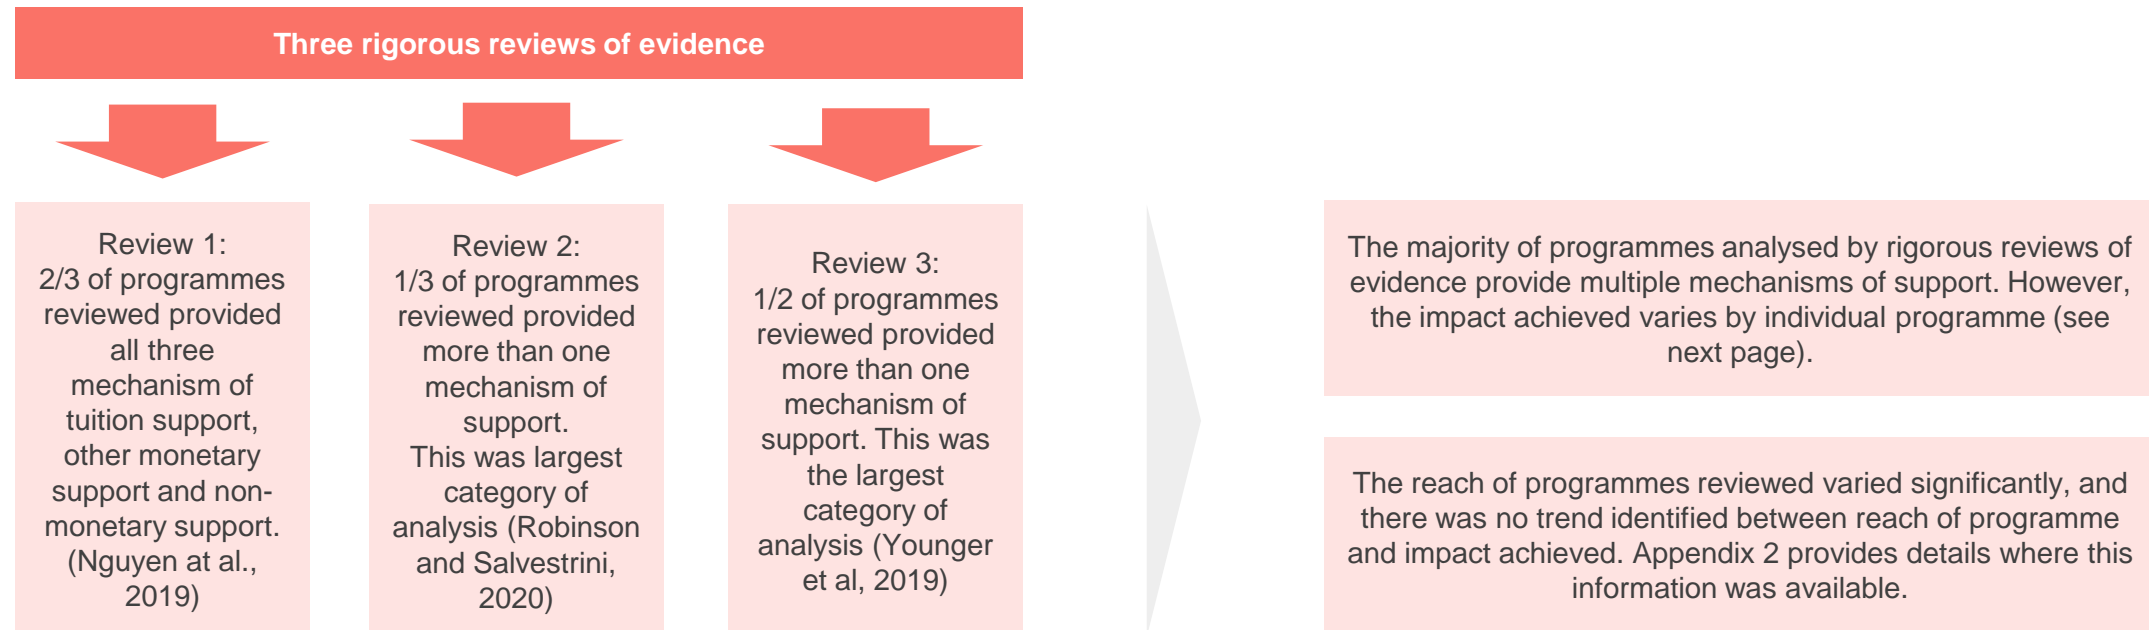 Three rigorous reviews of evidence
Review 1:
2/3 of programmes
reviewed provided
all three
mechanism of
tuition support,
other monetary
support and non-
monetary support.
(Nguyen at al.,
2019)
Review 2:
1/3 of programmes
reviewed provided
more than one
mechanism of
support.
This was largest
category of
analysis (Robinson
and Salvestrini,
2020)
Review 3:
1/2 of programmes
reviewed provided
more than one
mechanism of
support. This was
the largest
category of
analysis (Younger
et al, 2019)
The majority of programmes analysed by rigorous reviews of
evidence provide multiple mechanisms of support. However,
the impact achieved varies by individual programme (see
next page).
The reach of programmes reviewed varied significantly, and
there was no trend identified between reach of programme
and impact achieved. Appendix 2 provides details where this
information was available.